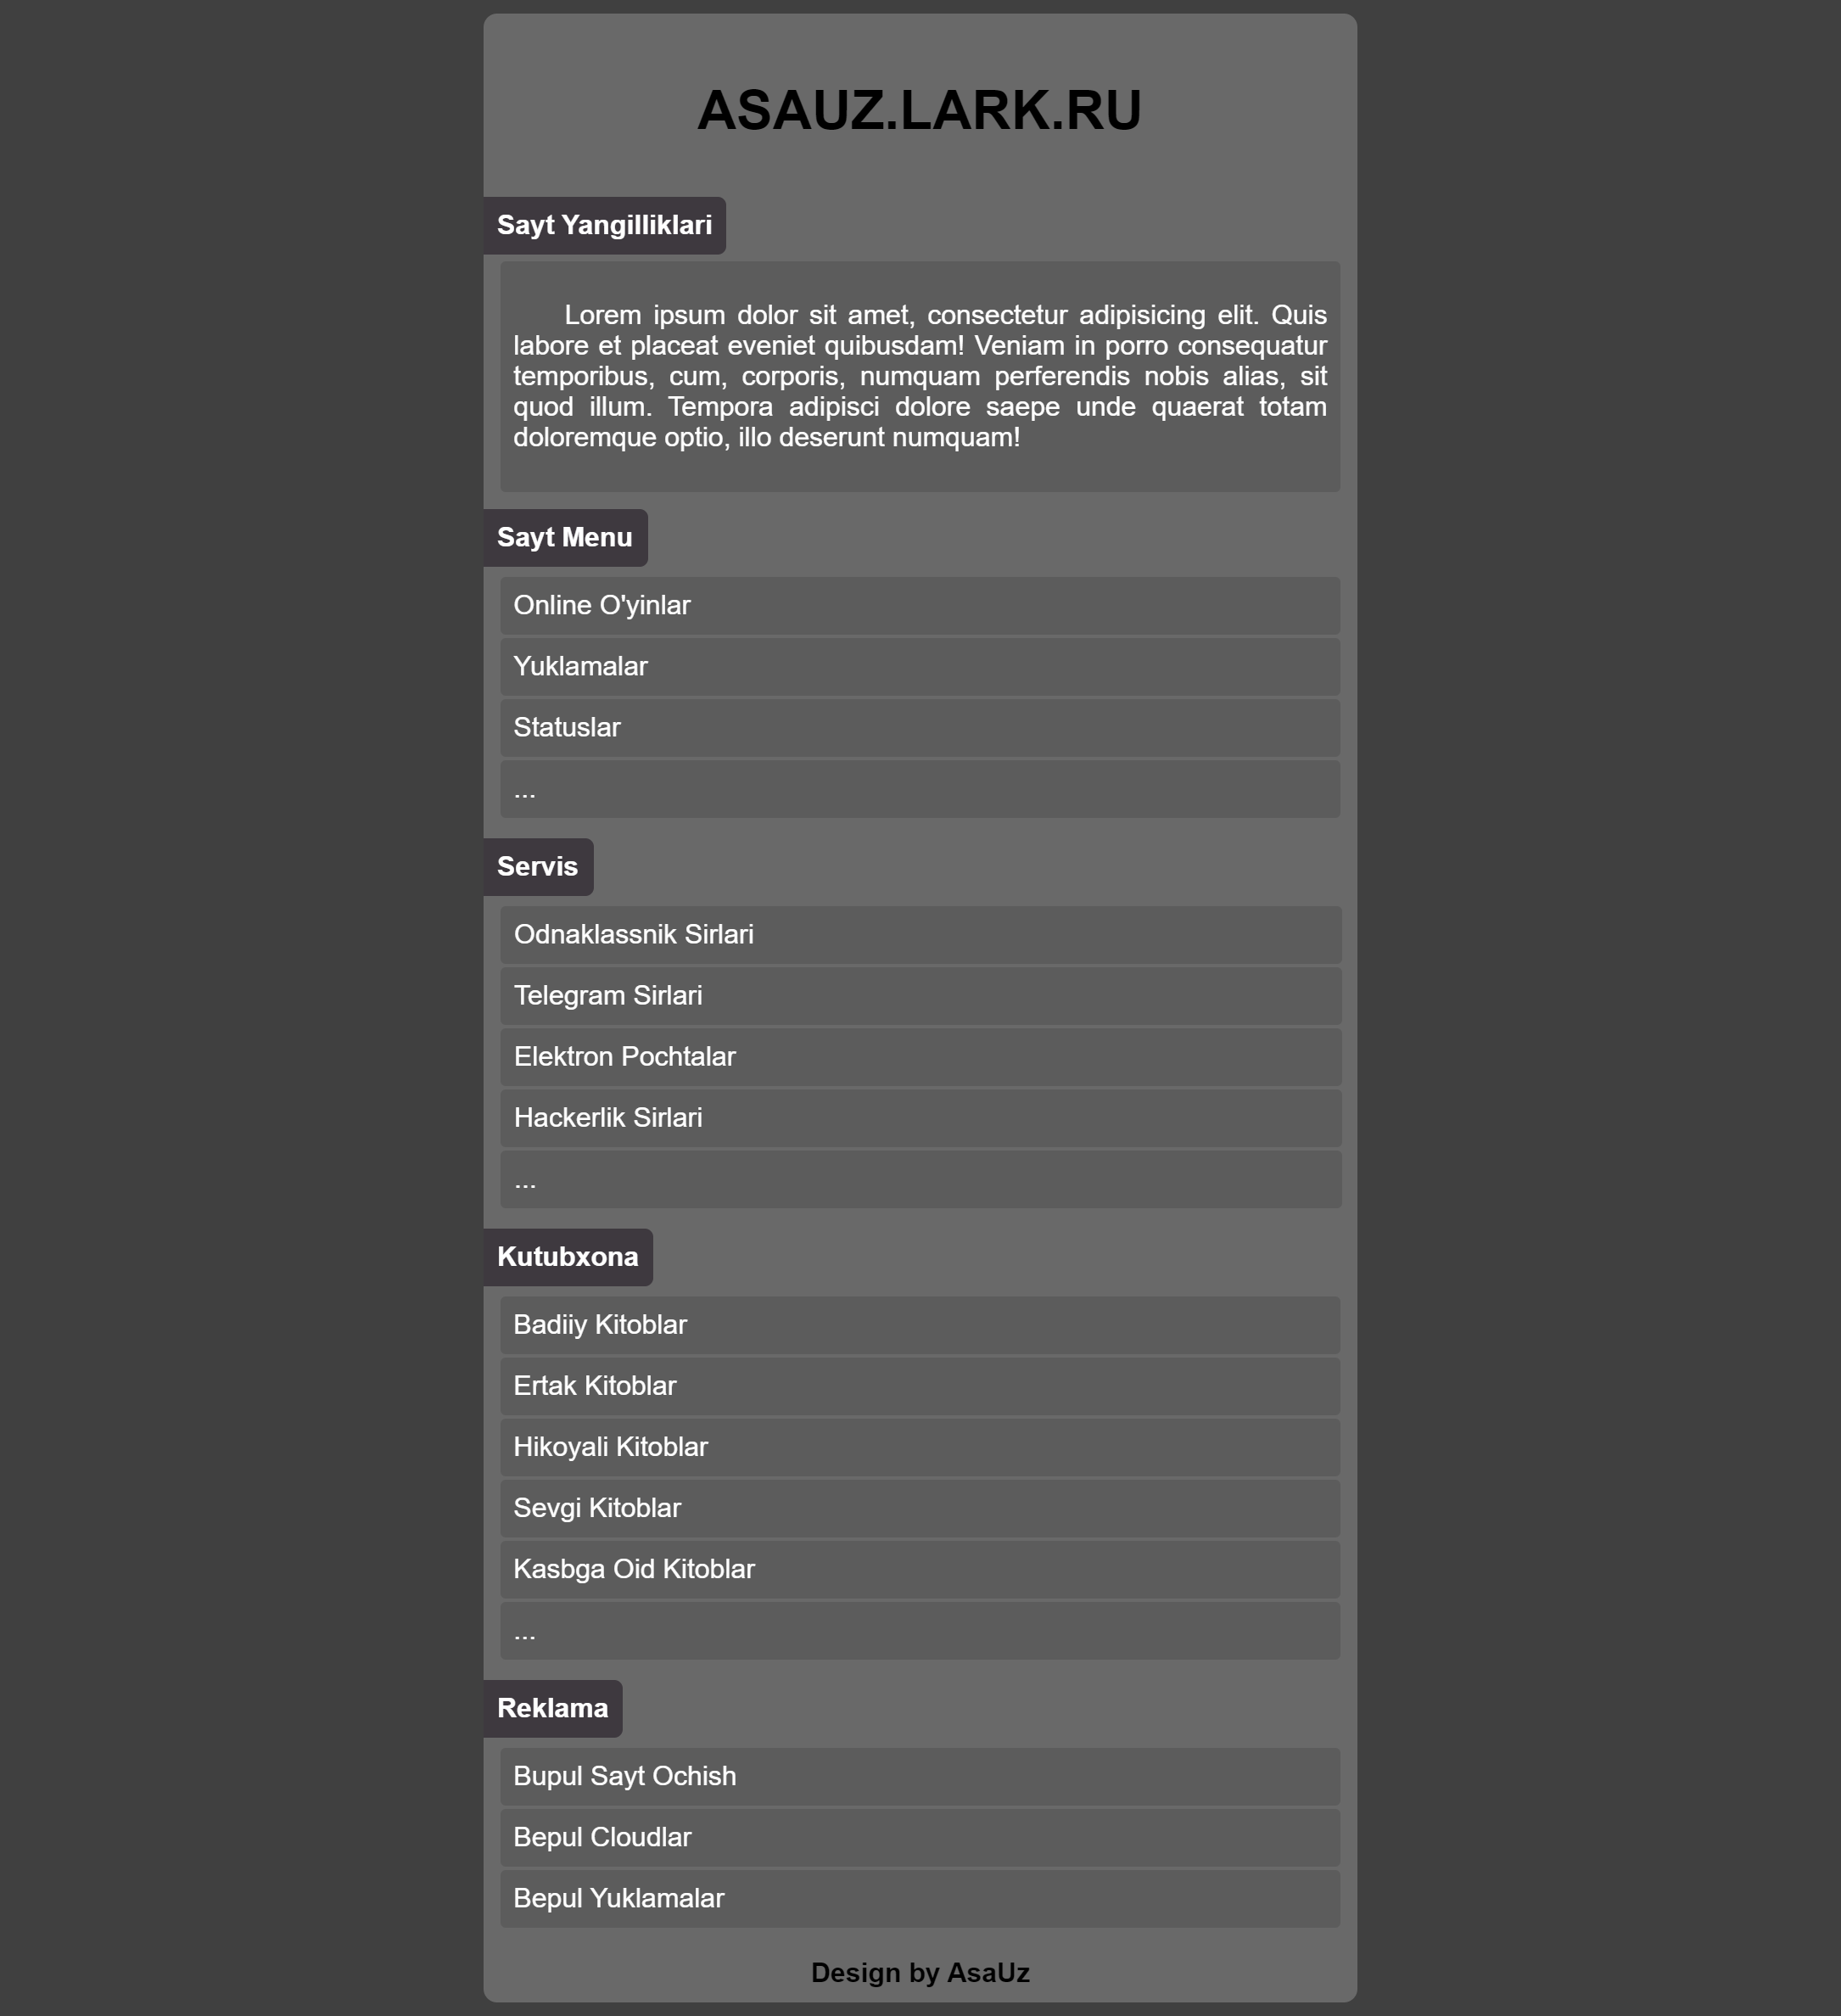 ASAUZ.LARK.RU
Sayt Yangilliklari
Lorem ipsum dolor sit amet, consectetur adipisicing elit. Quis
labore et placeat eveniet quibusdam! Veniam in porro consequatur
temporibus, cum, corporis, numquam perferendis nobis alias, sit
quod illum. Tempora adipisci dolore saepe unde quaerat totam
doloremque optio, illo deserunt numquam!
Sayt Menu
Online O'yinlar
Yuklamalar
Statuslar
...
Servis
Odnaklassnik Sirlari
Telegram Sirlari
Elektron Pochtalar
Hackerlik Sirlari
...
Kutubxona
Badiiy Kitoblar
Ertak Kitoblar
Hikoyali Kitoblar
Sevgi Kitoblar
Kasbga Oid Kitoblar
...
Reklama
Bupul Sayt Ochish
Bepul Cloudlar
Bepul Yuklamalar
Design by AsaUz